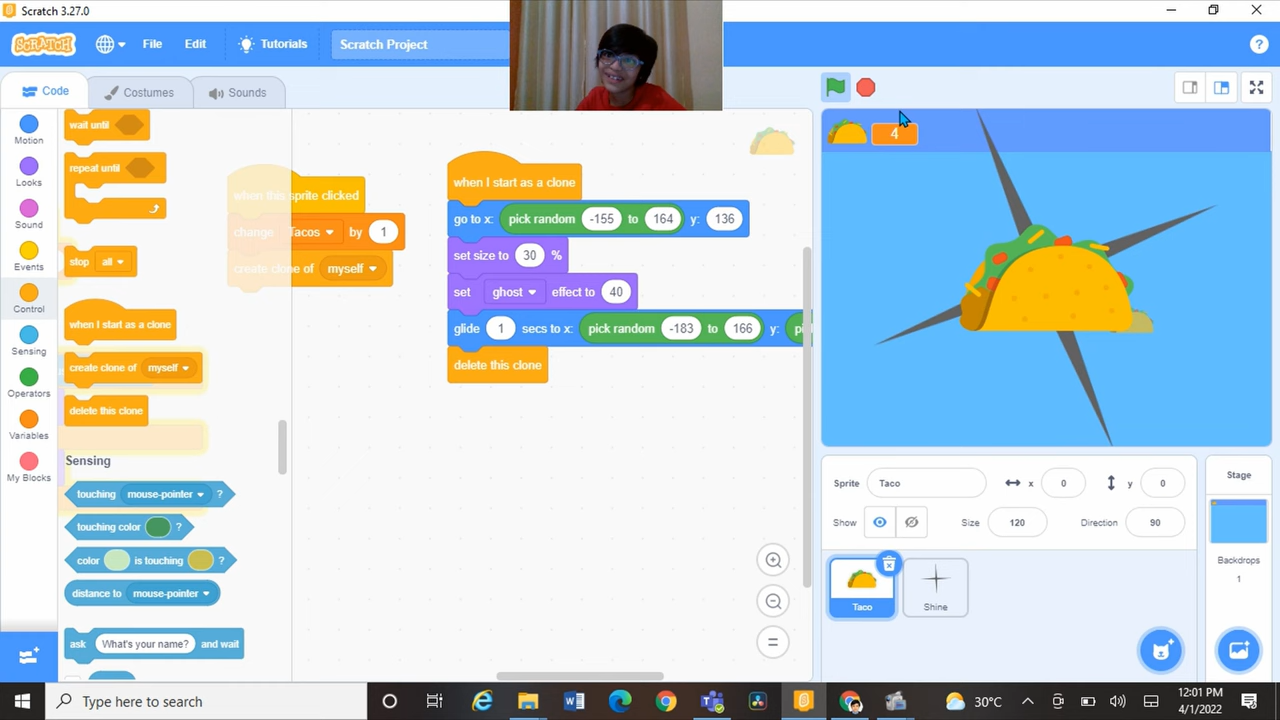 Scratch 3.27.0
SCRATCH
File
Edit
Tutorials
Scratch Project
?
Code
Costumes
Sounds
Motion
Looks
Sound
Events
Control
Sensing
Operators
Variables
My Blocks
wait until
repeat until
stop all
when I start as a clone
create clone of myself
delete this clone
Sensing
touching mouse-pointer ?
touching color ?
color is touching ?
distance to mouse-pointer
ask What's your name? and wait
when this sprite clicked
change Tacos by 1
create clone of myself
when I start as a clone
go to x: pick random -155 to 164 y: 136
set size to 30 %
set ghost effect to 40
glide 1 secs to x: pick random -183 to 166 y:
delete this clone
4
Sprite Taco x 0 y 0
Show Size 120 Direction 90
Taco
Shine
Stage
Backdrops
1
Type here to search
30°C
12:01 PM
4/1/2022